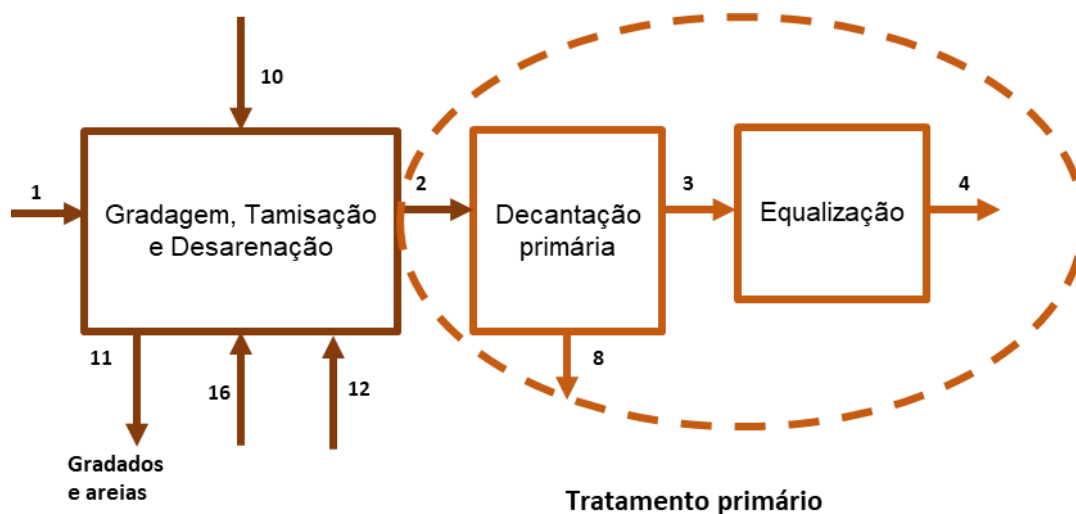 10
1
Gradagem, Tamisação
e Desarenação
2
Decantação
primária
3
Equalização
4
11
16
12
8
Gradados
e areias
Tratamento primário